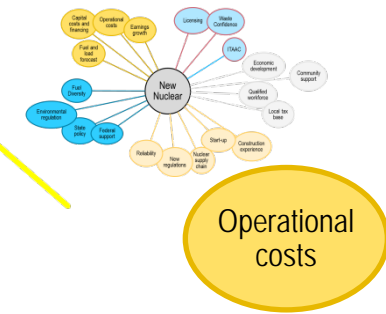 Capital
costs and
financing
Operational
costs
Earnings
growth
Licensing
Waste
Confidence
Fuel and
load
forecast
ITAAC
Economic
development
Community
support
Fuel
Diversity
New
Nuclear
Qualified
workforce
Environmental
regulation
Local tax
base
State
policy
Federal
support
Start-up
Construction
experience
Reliability
New
regulations
Nuclear
supply
chain
Operational
costs